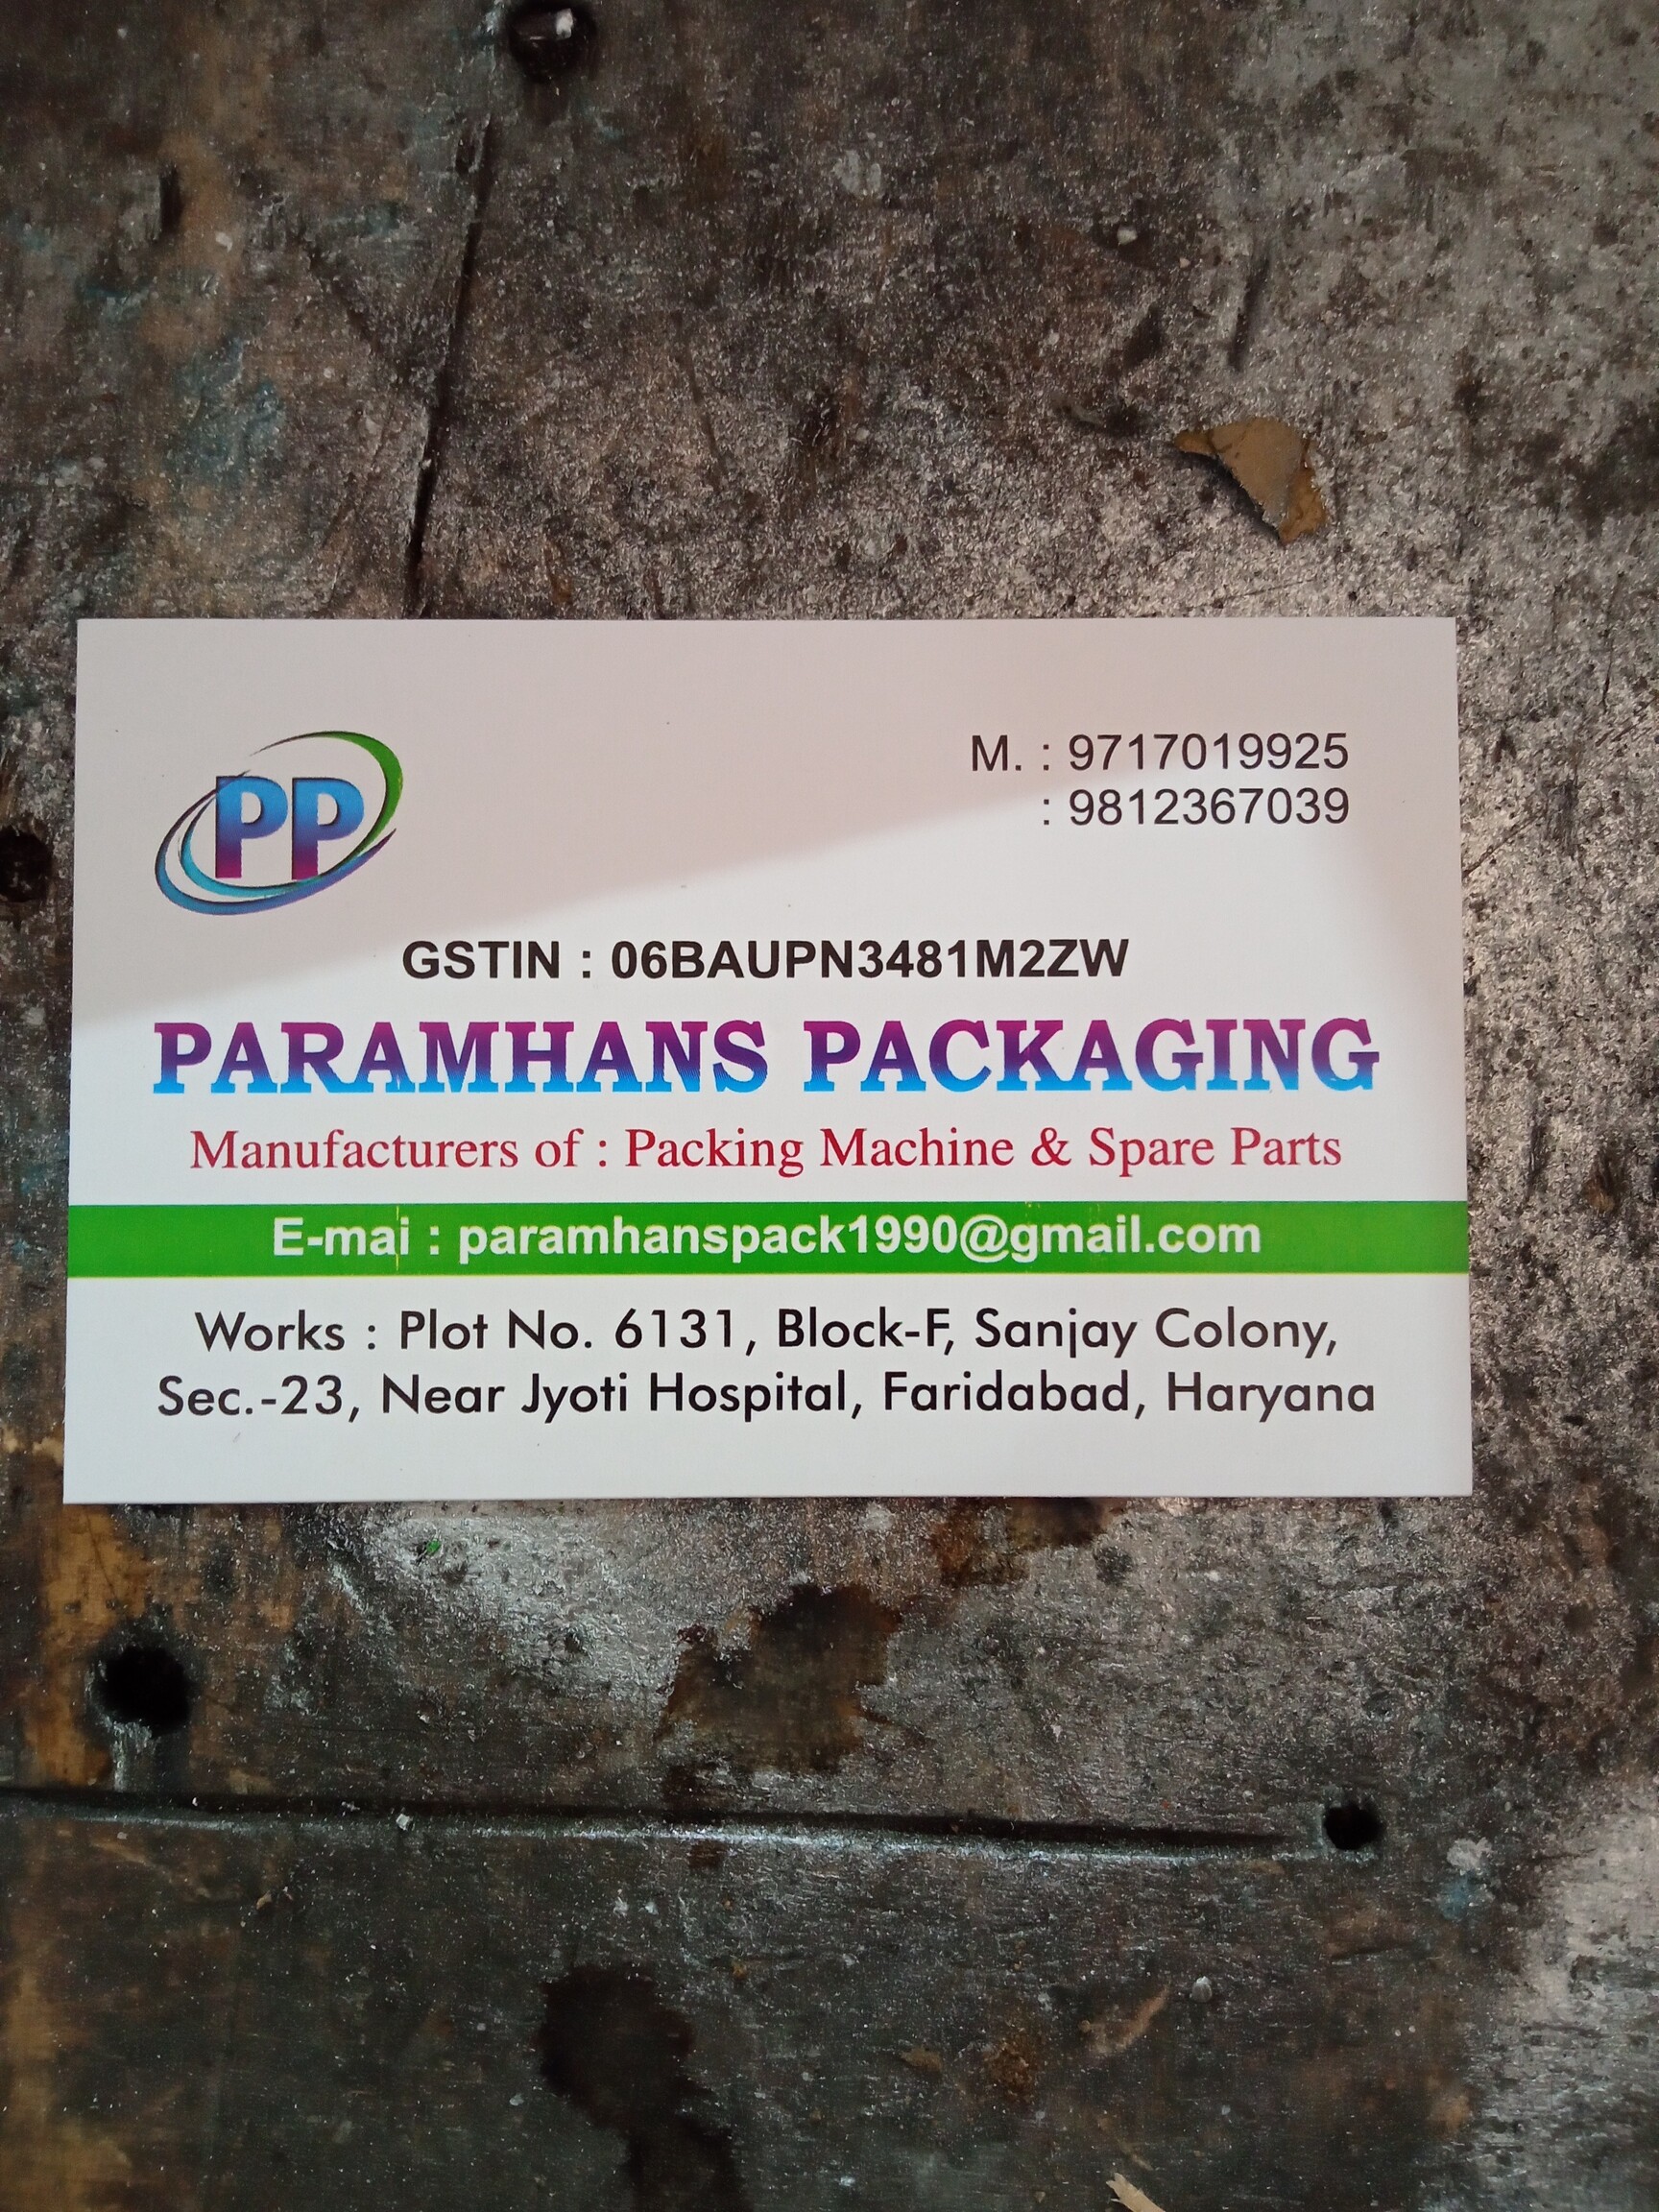 PP
M. : 9717019925
: 9812367039
GSTIN : 06BAUPN3481M2ZW
PARAMHANS PACKAGING
Manufacturers of : Packing Machine & Spare Parts
E-mai : paramhanspack1990@gmail.com
Works : Plot No. 6131, Block-F, Sanjay Colony,
Sec.-23, Near Jyoti Hospital, Faridabad, Haryana